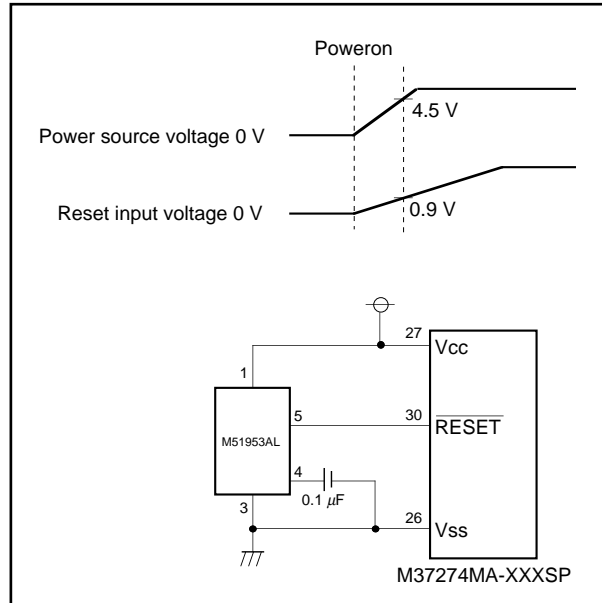 Poweron
4.5 V
Power source voltage 0 V
Reset input voltage 0 V
0.9 V
27
Vcc
1
5
30
RESET
M51953AL
4
0.1 μF
3
26
Vss
M37274MA-XXXSP